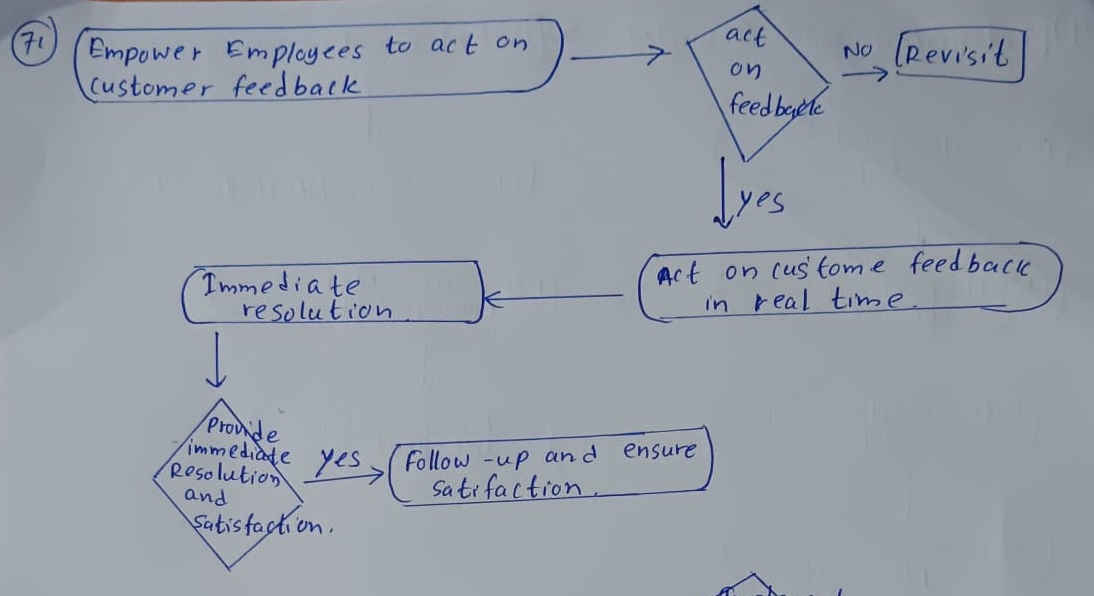 71
Empower Employees to act on
customer feedback
act
on
feedback
No
Revisit
yes
Act on custome feedback
in real time.
Immediate
resolution.
Provide
immediate
Resolution
and
satisfaction.
yes
Follow-up and ensure
satifaction.